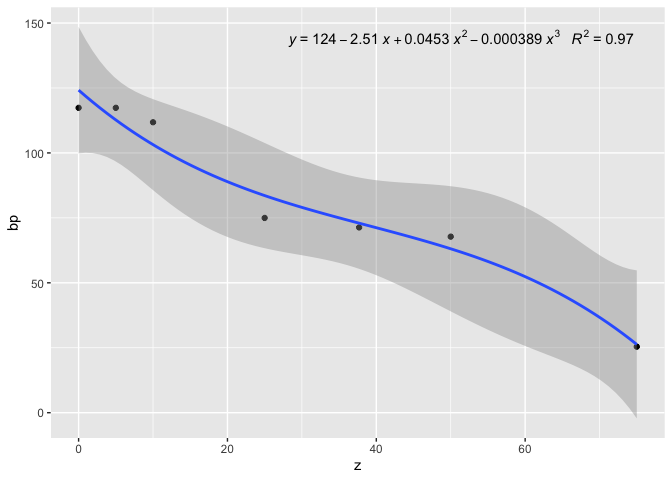 150
y = 124 – 2.51 x + 0.0453 x² – 0.000389 x³ R² = 0.97
100
bp
50
0
0 20 40 60
z